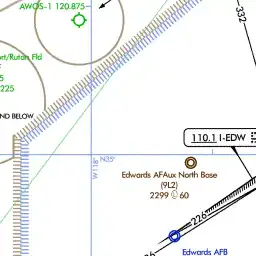 AWOS-1 120.875
332
ort/Rutan Fld
5
225
ND BELOW
110.1 I-EDW
N35°
W118°
Edwards AFAux North Base
(9L2)
2299 Ⓛ 60
226
Edwards AFB